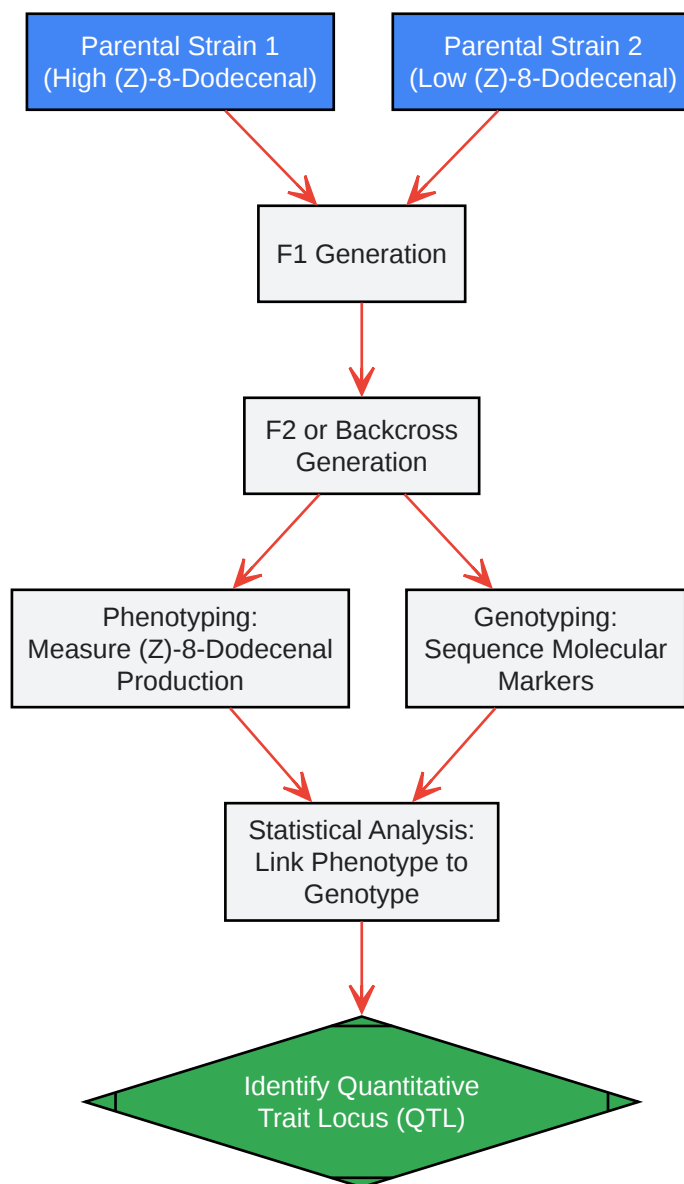 Parental Strain 1
(High (Z)-8-Dodecenal)
Parental Strain 2
(Low (Z)-8-Dodecenal)
F1 Generation
F2 or Backcross
Generation
Phenotyping:
Measure (Z)-8-Dodecenal
Production
Genotyping:
Sequence Molecular
Markers
Statistical Analysis:
Link Phenotype to
Genotype
Identify Quantitative
Trait Locus (QTL)